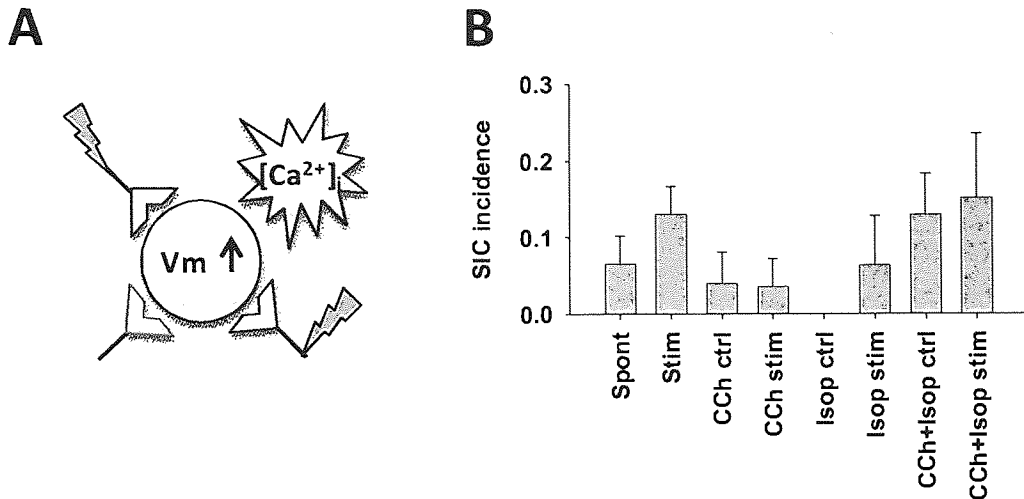 A
[Ca²⁺]i
Vm ↑
B
SIC incidence
0.3
0.2
0.1
0.0
Spont
Stim
CCh ctrl
CCh stim
Isop ctrl
Isop stim
CCh+Isop ctrl
CCh+Isop stim